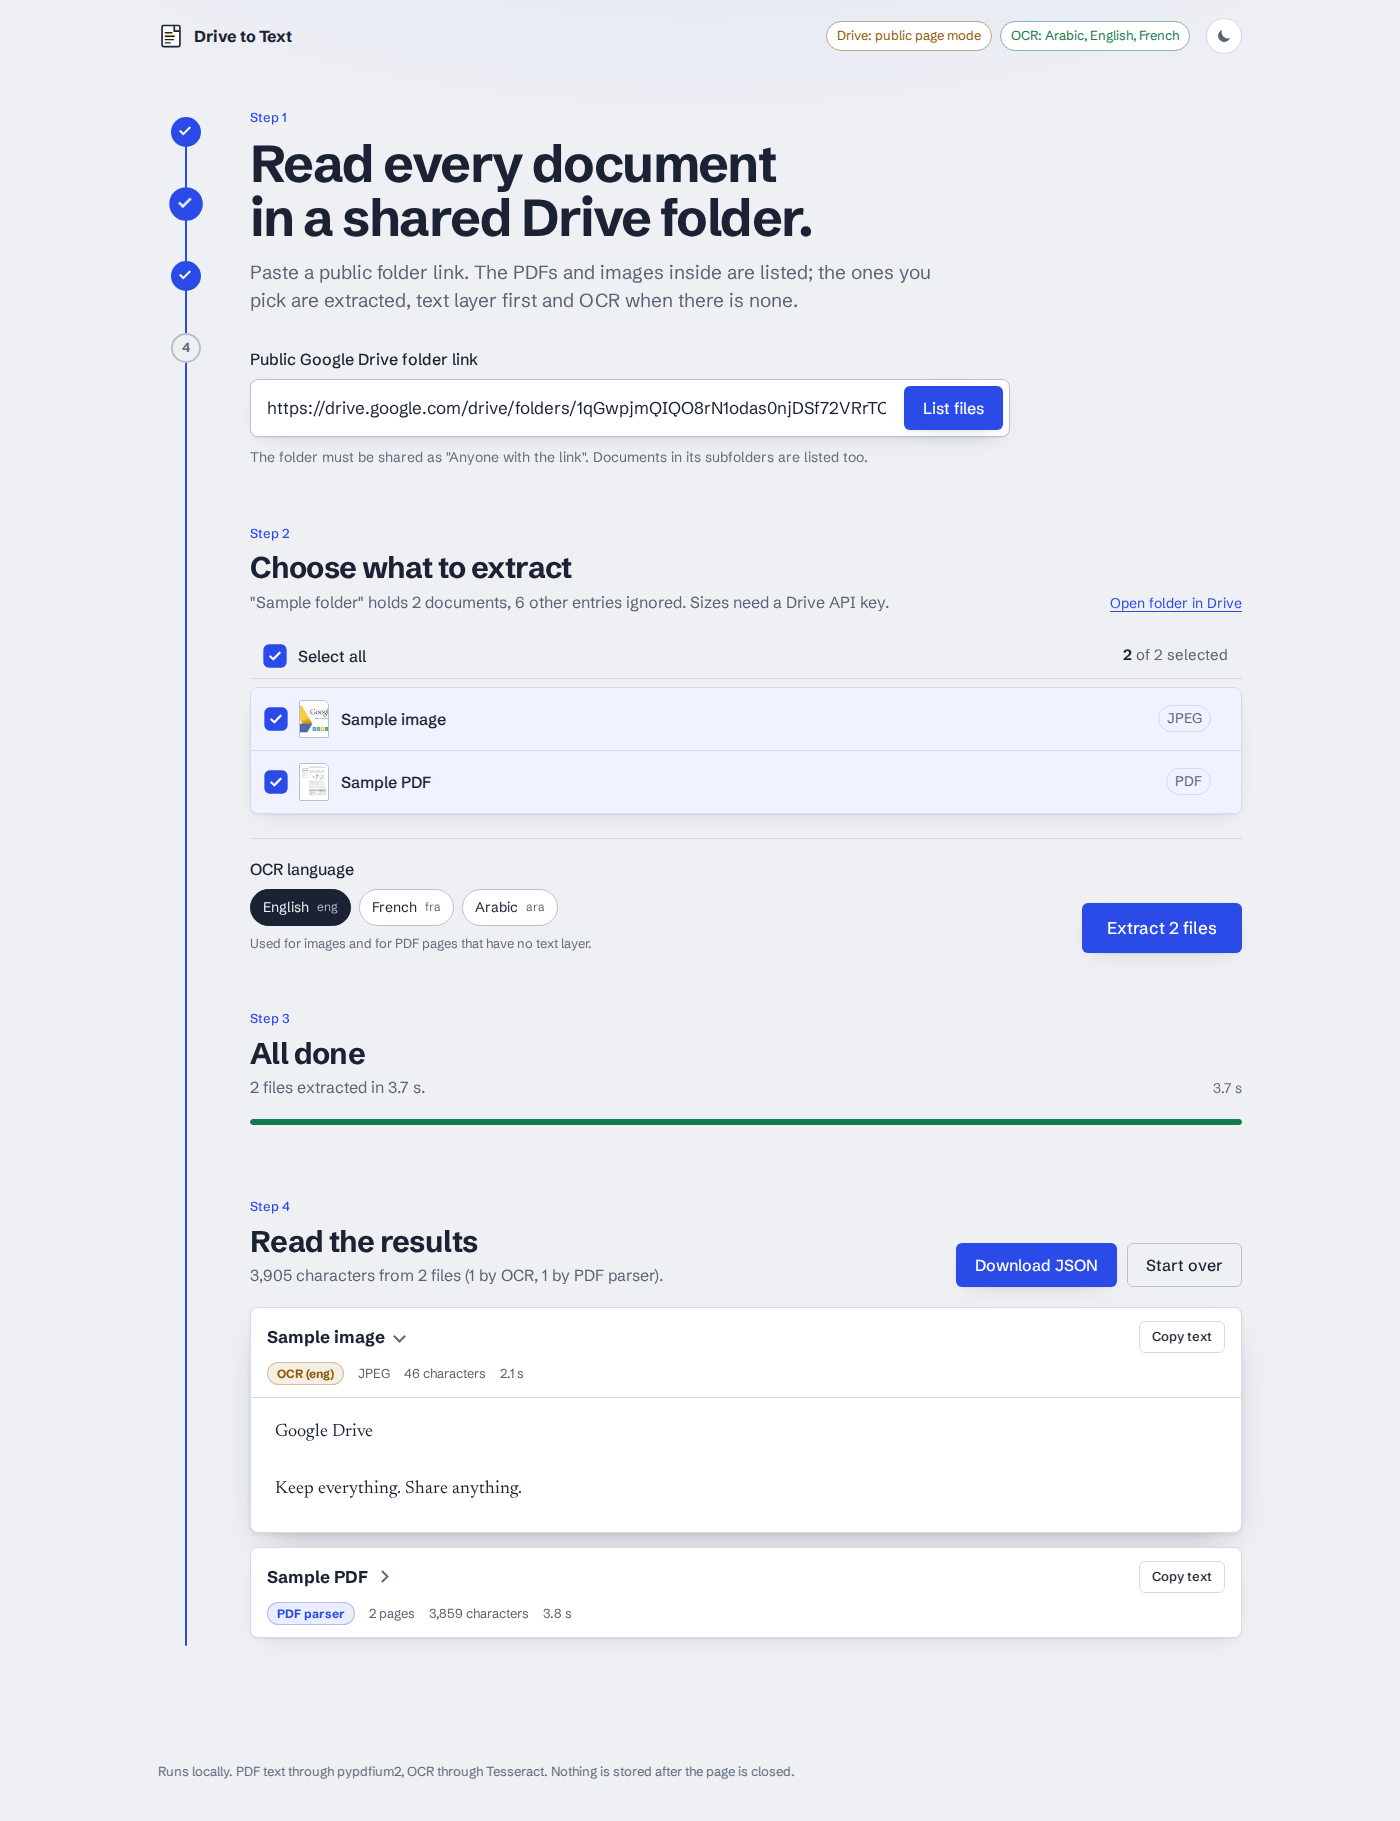 Drive to Text
Drive: public page mode
OCR: Arabic, English, French
Step 1
Read every document
in a shared Drive folder.
Paste a public folder link. The PDFs and images inside are listed; the ones you
pick are extracted, text layer first and OCR when there is none.
4
Public Google Drive folder link
https://drive.google.com/drive/folders/1qGwpjmQIQO8rN1odas0njDSf72VRrTC
List files
The folder must be shared as "Anyone with the link". Documents in its subfolders are listed too.
Step 2
Choose what to extract
"Sample folder" holds 2 documents, 6 other entries ignored. Sizes need a Drive API key.
Open folder in Drive
Select all
2 of 2 selected
Sample image
JPEG
Sample PDF
PDF
OCR language
English eng
French fra
Arabic ara
Used for images and for PDF pages that have no text layer.
Extract 2 files
Step 3
All done
2 files extracted in 3.7 s.
3.7 s
Step 4
Read the results
3,905 characters from 2 files (1 by OCR, 1 by PDF parser).
Download JSON
Start over
Sample image
Copy text
OCR (eng) JPEG 46 characters 2.1 s
Google Drive
Keep everything. Share anything.
Sample PDF
Copy text
PDF parser 2 pages 3,859 characters 3.8 s
Runs locally. PDF text through pypdfium2, OCR through Tesseract. Nothing is stored after the page is closed.